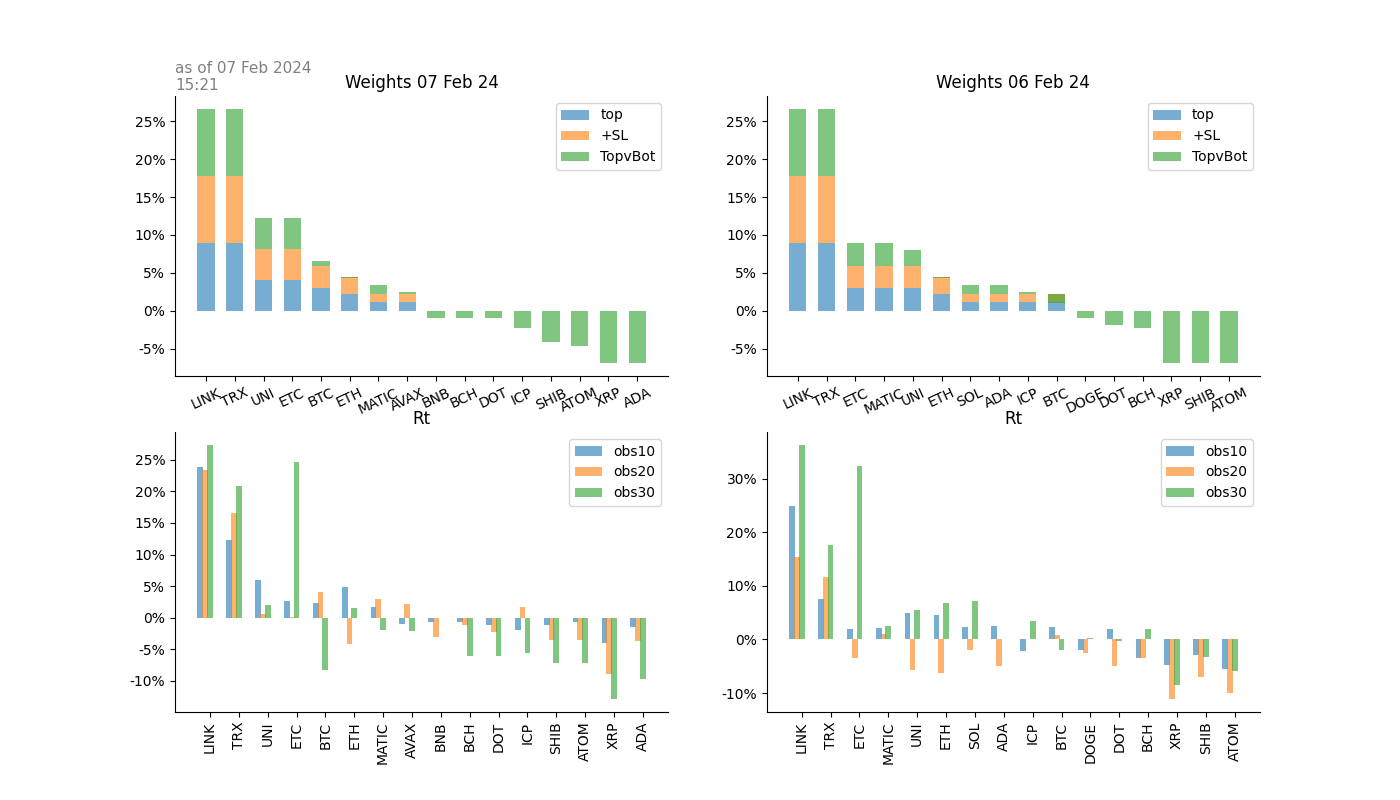 as of 07 Feb 2024
15:21
Weights 07 Feb 24
25%
20%
15%
10%
5%
0%
-5%
top
+SL
TopvBot
LINK TRX UNI ETC BTC ETH MATIC AVAX BNB BCH DOT ICP SHIB ATOM XRP ADA
Weights 06 Feb 24
25%
20%
15%
10%
5%
0%
-5%
top
+SL
TopvBot
LINK TRX ETC MATIC UNI ETH SOL ADA ICP BTC DOGE DOT BCH XRP SHIB ATOM
Rt
25%
20%
15%
10%
5%
0%
-5%
-10%
obs10
obs20
obs30
LINK TRX UNI ETC BTC ETH MATIC AVAX BNB BCH DOT ICP SHIB ATOM XRP ADA
Rt
30%
20%
10%
0%
-10%
obs10
obs20
obs30
LINK TRX ETC MATIC UNI ETH SOL ADA ICP BTC DOGE DOT BCH XRP SHIB ATOM